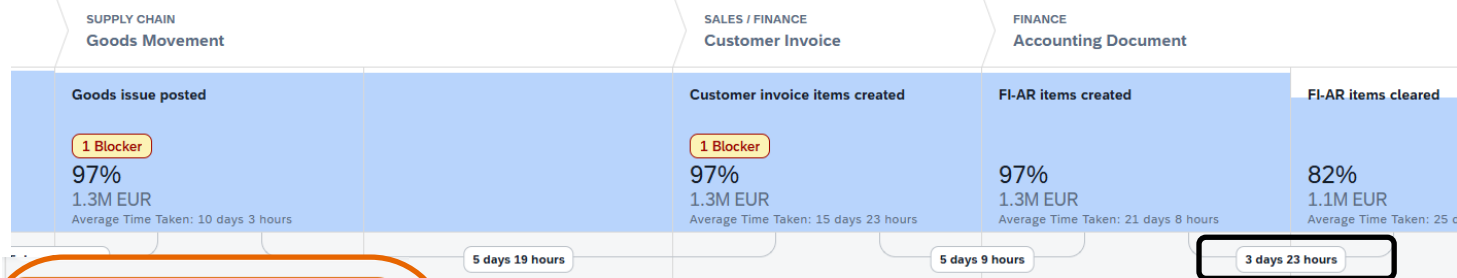 SUPPLY CHAIN
Goods Movement
SALES / FINANCE
Customer Invoice
FINANCE
Accounting Document
Goods issue posted
1 Blocker
97%
1.3M EUR
Average Time Taken: 10 days 3 hours
Customer invoice items created
1 Blocker
97%
1.3M EUR
Average Time Taken: 15 days 23 hours
FI-AR items created
97%
1.3M EUR
Average Time Taken: 21 days 8 hours
FI-AR items cleared
82%
1.1M EUR
Average Time Taken: 25 d
5 days 19 hours
5 days 9 hours
3 days 23 hours